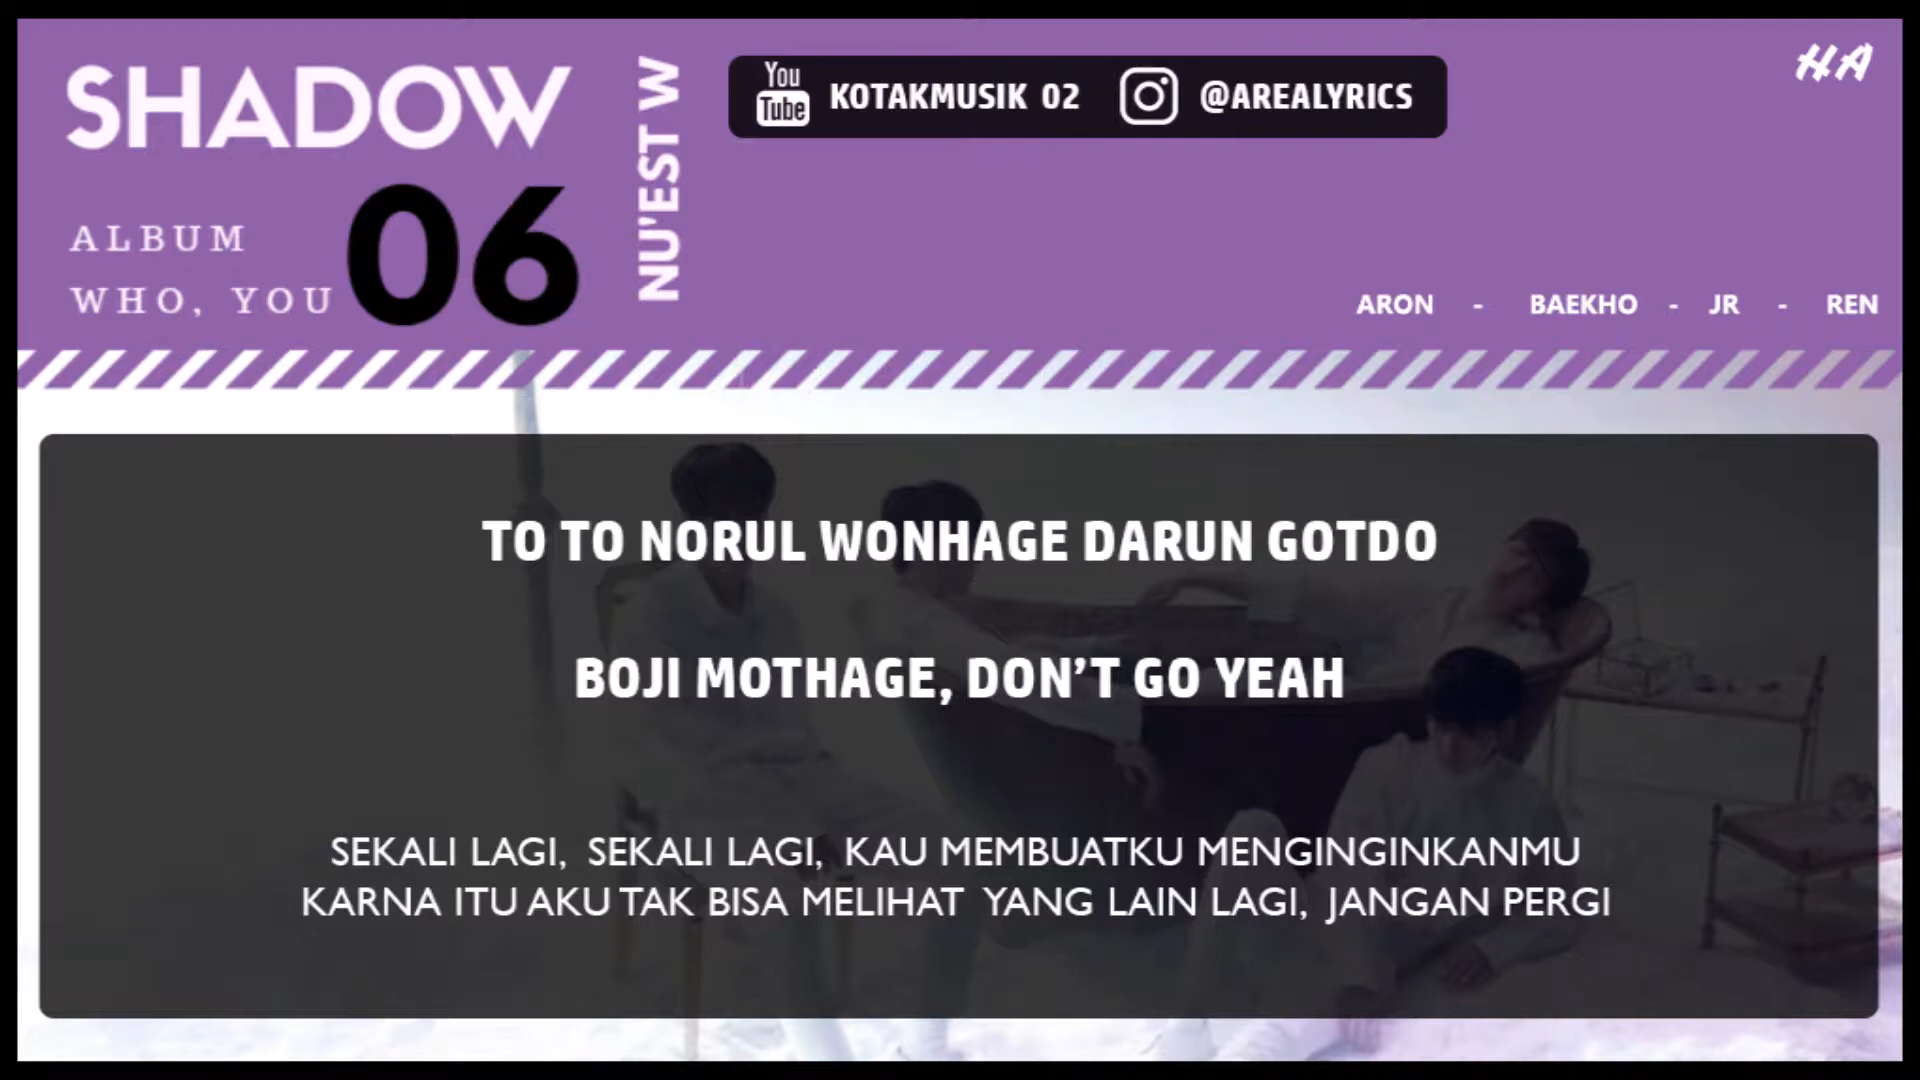 SHADOW
ALBUM
WHO, YOU
06
NU'EST W
You Tube KOTAKMUSIK 02 @AREALYRICS
HA
ARON - BAEKHO - JR - REN
TO TO NORUL WONHAGE DARUN GOTDO
BOJI MOTHAGE, DON’T GO YEAH
SEKALI LAGI, SEKALI LAGI, KAU MEMBUATKU MENGINGINKANMU
KARNA ITU AKU TAK BISA MELIHAT YANG LAIN LAGI, JANGAN PERGI